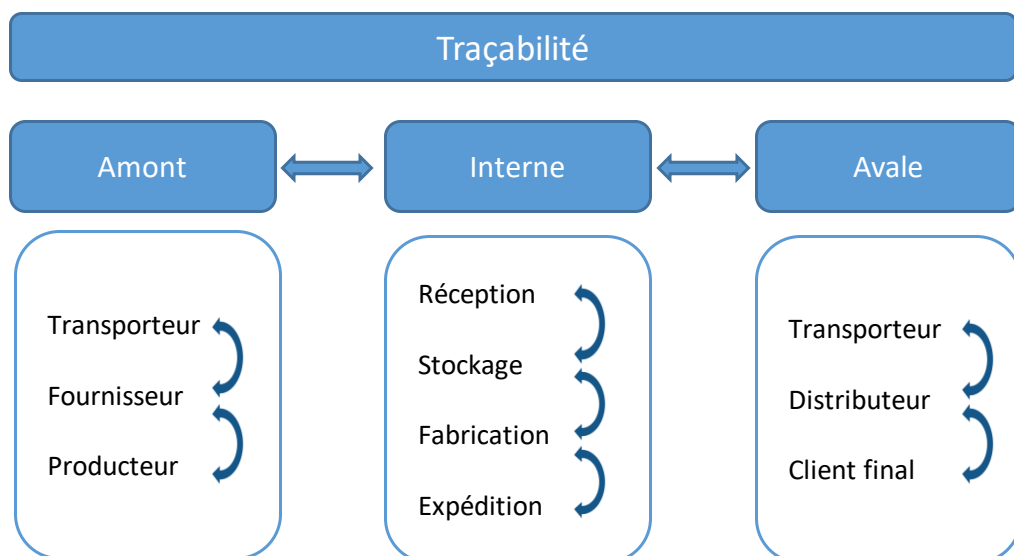 Traçabilité
Amont
Interne
Avale
Transporteur
Fournisseur
Producteur
Réception
Stockage
Fabrication
Expédition
Transporteur
Distributeur
Client final